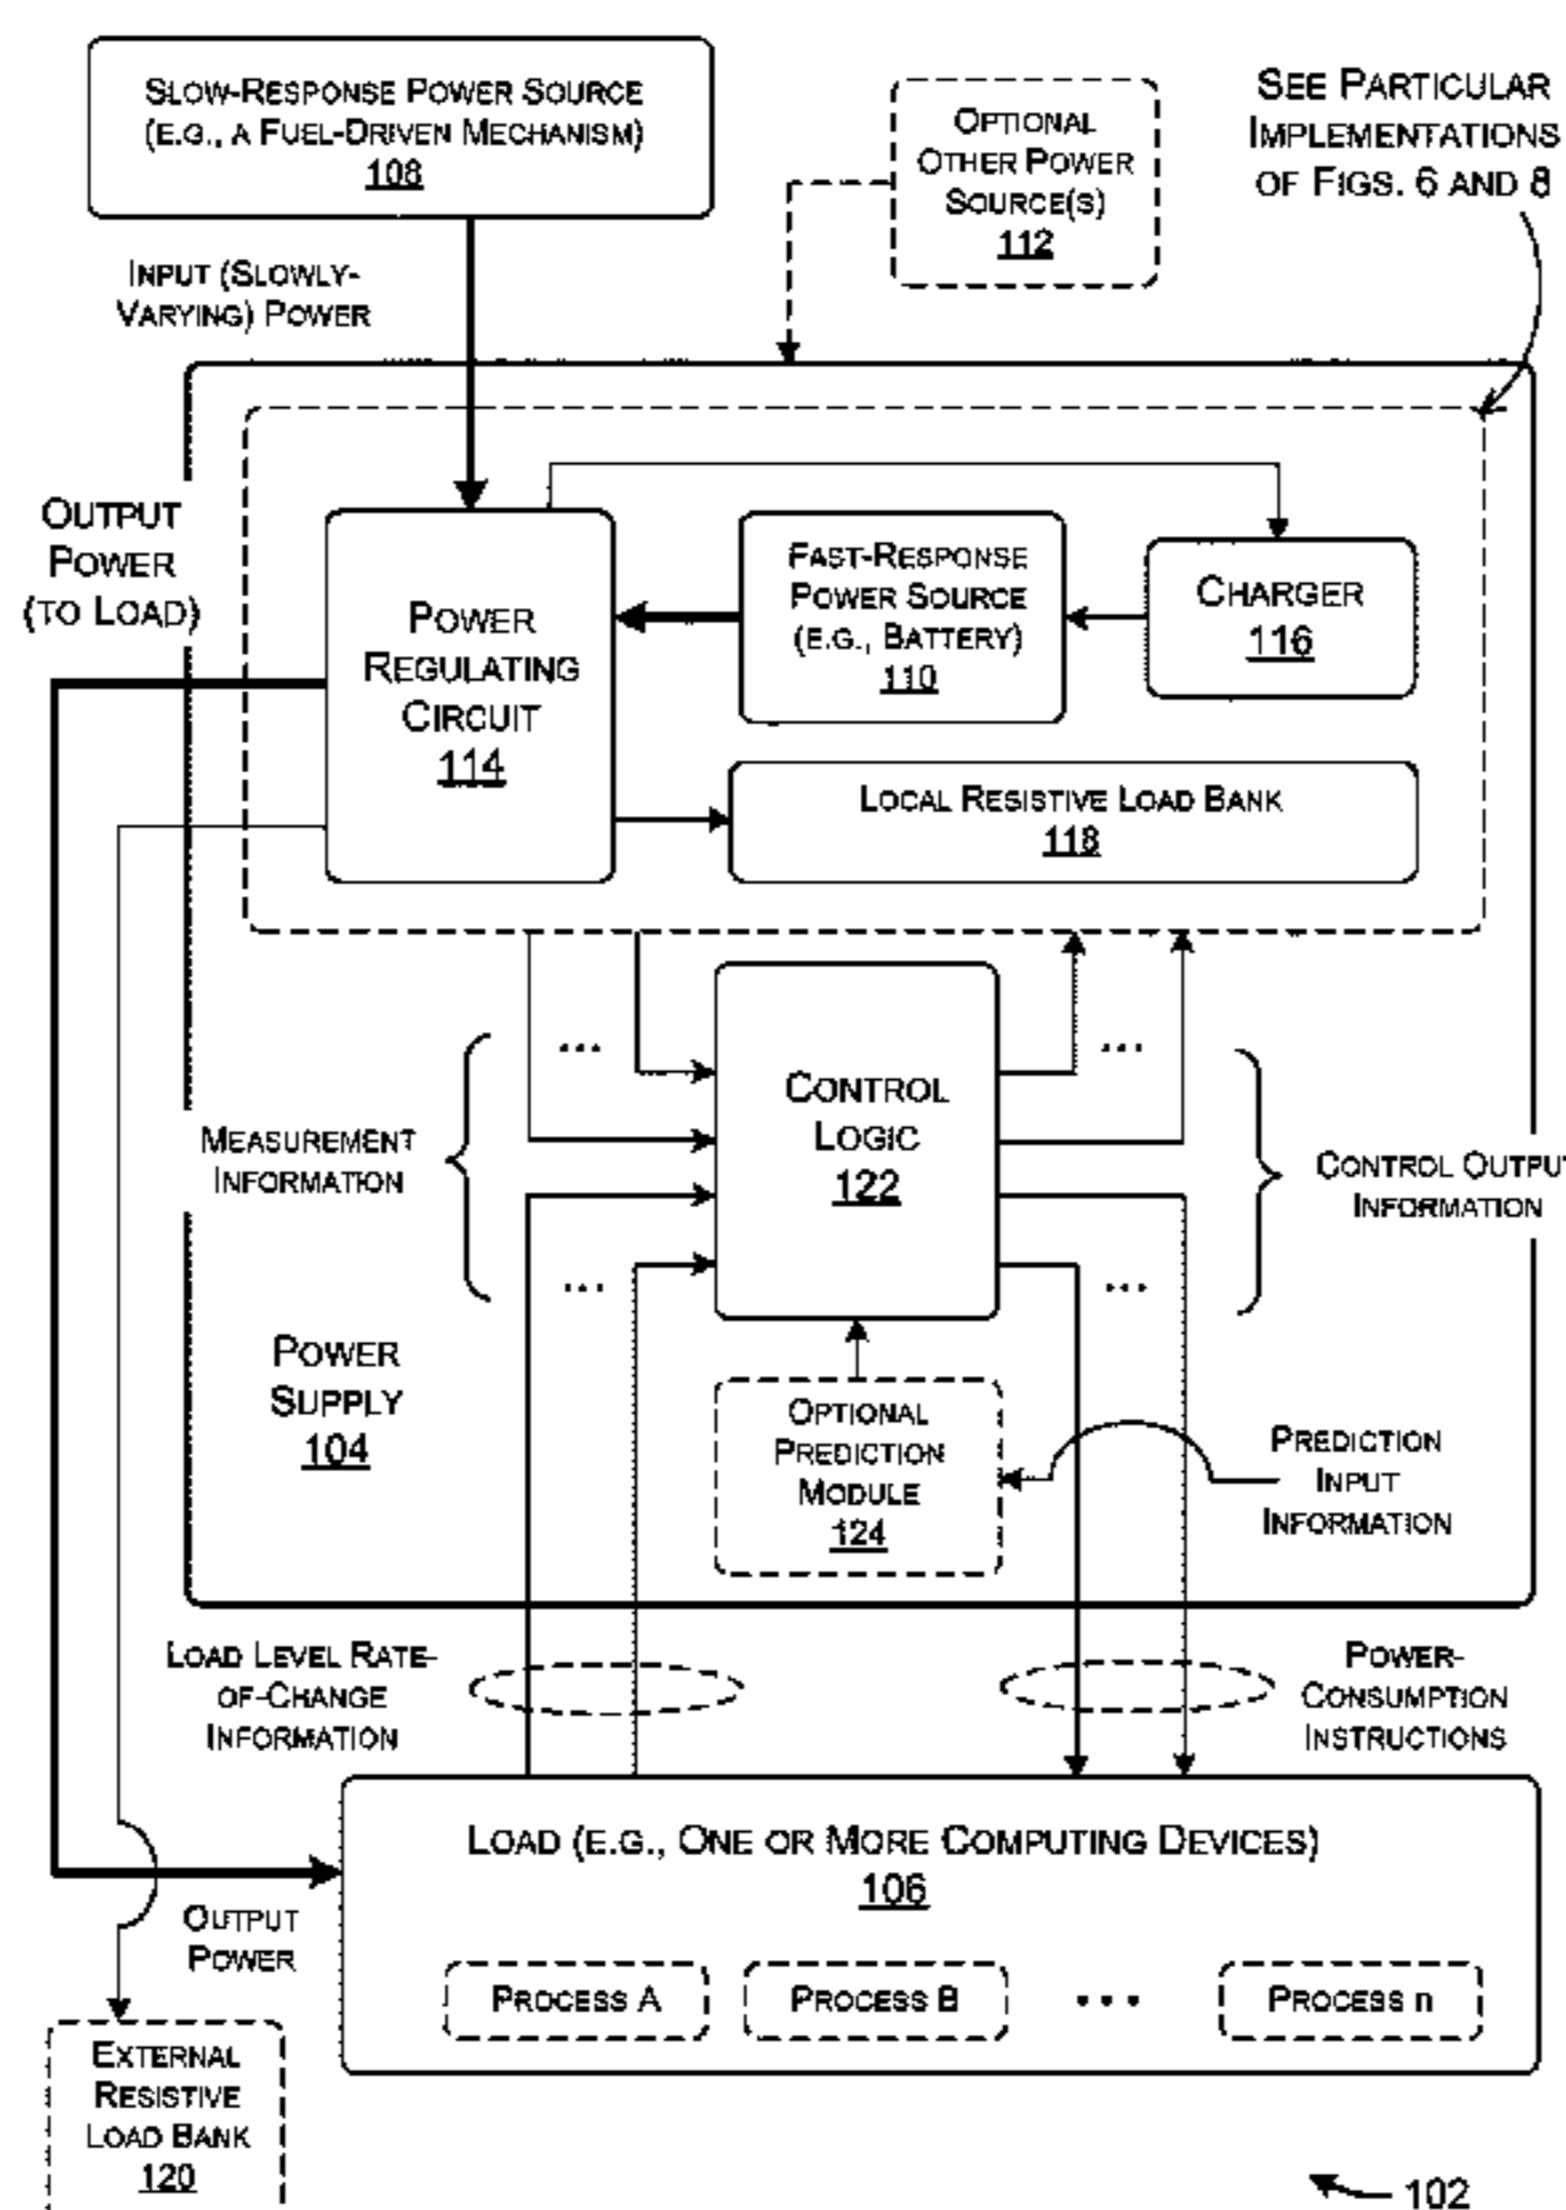 SLOW-RESPONSE POWER SOURCE
(E.G., A FUEL-DRIVEN MECHANISM)
108
OPTIONAL
OTHER POWER
SOURCE(S)
112
SEE PARTICULAR
IMPLEMENTATIONS
OF FIGS. 6 AND 8
INPUT (SLOWLY-
VARYING) POWER
OUTPUT
POWER
(TO LOAD)
POWER
REGULATING
CIRCUIT
114
FAST-RESPONSE
POWER SOURCE
(E.G., BATTERY)
110
CHARGER
116
LOCAL RESISTIVE LOAD BANK
118
...
...
MEASUREMENT
INFORMATION
CONTROL
LOGIC
122
CONTROL OUTPUT
INFORMATION
...
...
POWER
SUPPLY
104
OPTIONAL
PREDICTION
MODULE
124
PREDICTION
INPUT
INFORMATION
LOAD LEVEL RATE-
OF-CHANGE
INFORMATION
POWER-
CONSUMPTION
INSTRUCTIONS
LOAD (E.G., ONE OR MORE COMPUTING DEVICES)
106
OUTPUT
POWER
PROCESS A
PROCESS B
...
PROCESS n
EXTERNAL
RESISTIVE
LOAD BANK
120
102